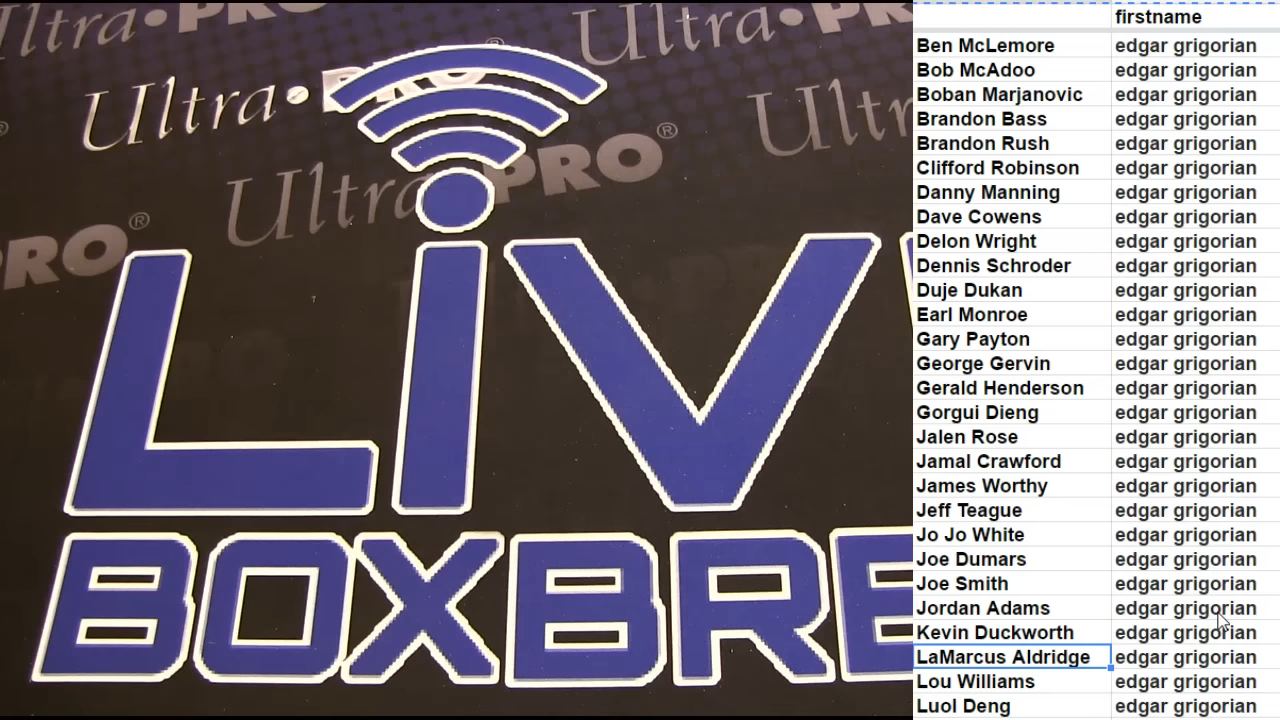 Ultra•PRO
Ultra•PRO
Ultra•PRO®
Ultra
Ultra•PRO®
PRO®
LiV
BOXBRE
firstname
Ben McLemore edgar grigorian
Bob McAdoo edgar grigorian
Boban Marjanovic edgar grigorian
Brandon Bass edgar grigorian
Brandon Rush edgar grigorian
Clifford Robinson edgar grigorian
Danny Manning edgar grigorian
Dave Cowens edgar grigorian
Delon Wright edgar grigorian
Dennis Schroder edgar grigorian
Duje Dukan edgar grigorian
Earl Monroe edgar grigorian
Gary Payton edgar grigorian
George Gervin edgar grigorian
Gerald Henderson edgar grigorian
Gorgui Dieng edgar grigorian
Jalen Rose edgar grigorian
Jamal Crawford edgar grigorian
James Worthy edgar grigorian
Jeff Teague edgar grigorian
Jo Jo White edgar grigorian
Joe Dumars edgar grigorian
Joe Smith edgar grigorian
Jordan Adams edgar grigorian
Kevin Duckworth edgar grigorian
LaMarcus Aldridge edgar grigorian
Lou Williams edgar grigorian
Luol Deng edgar grigorian